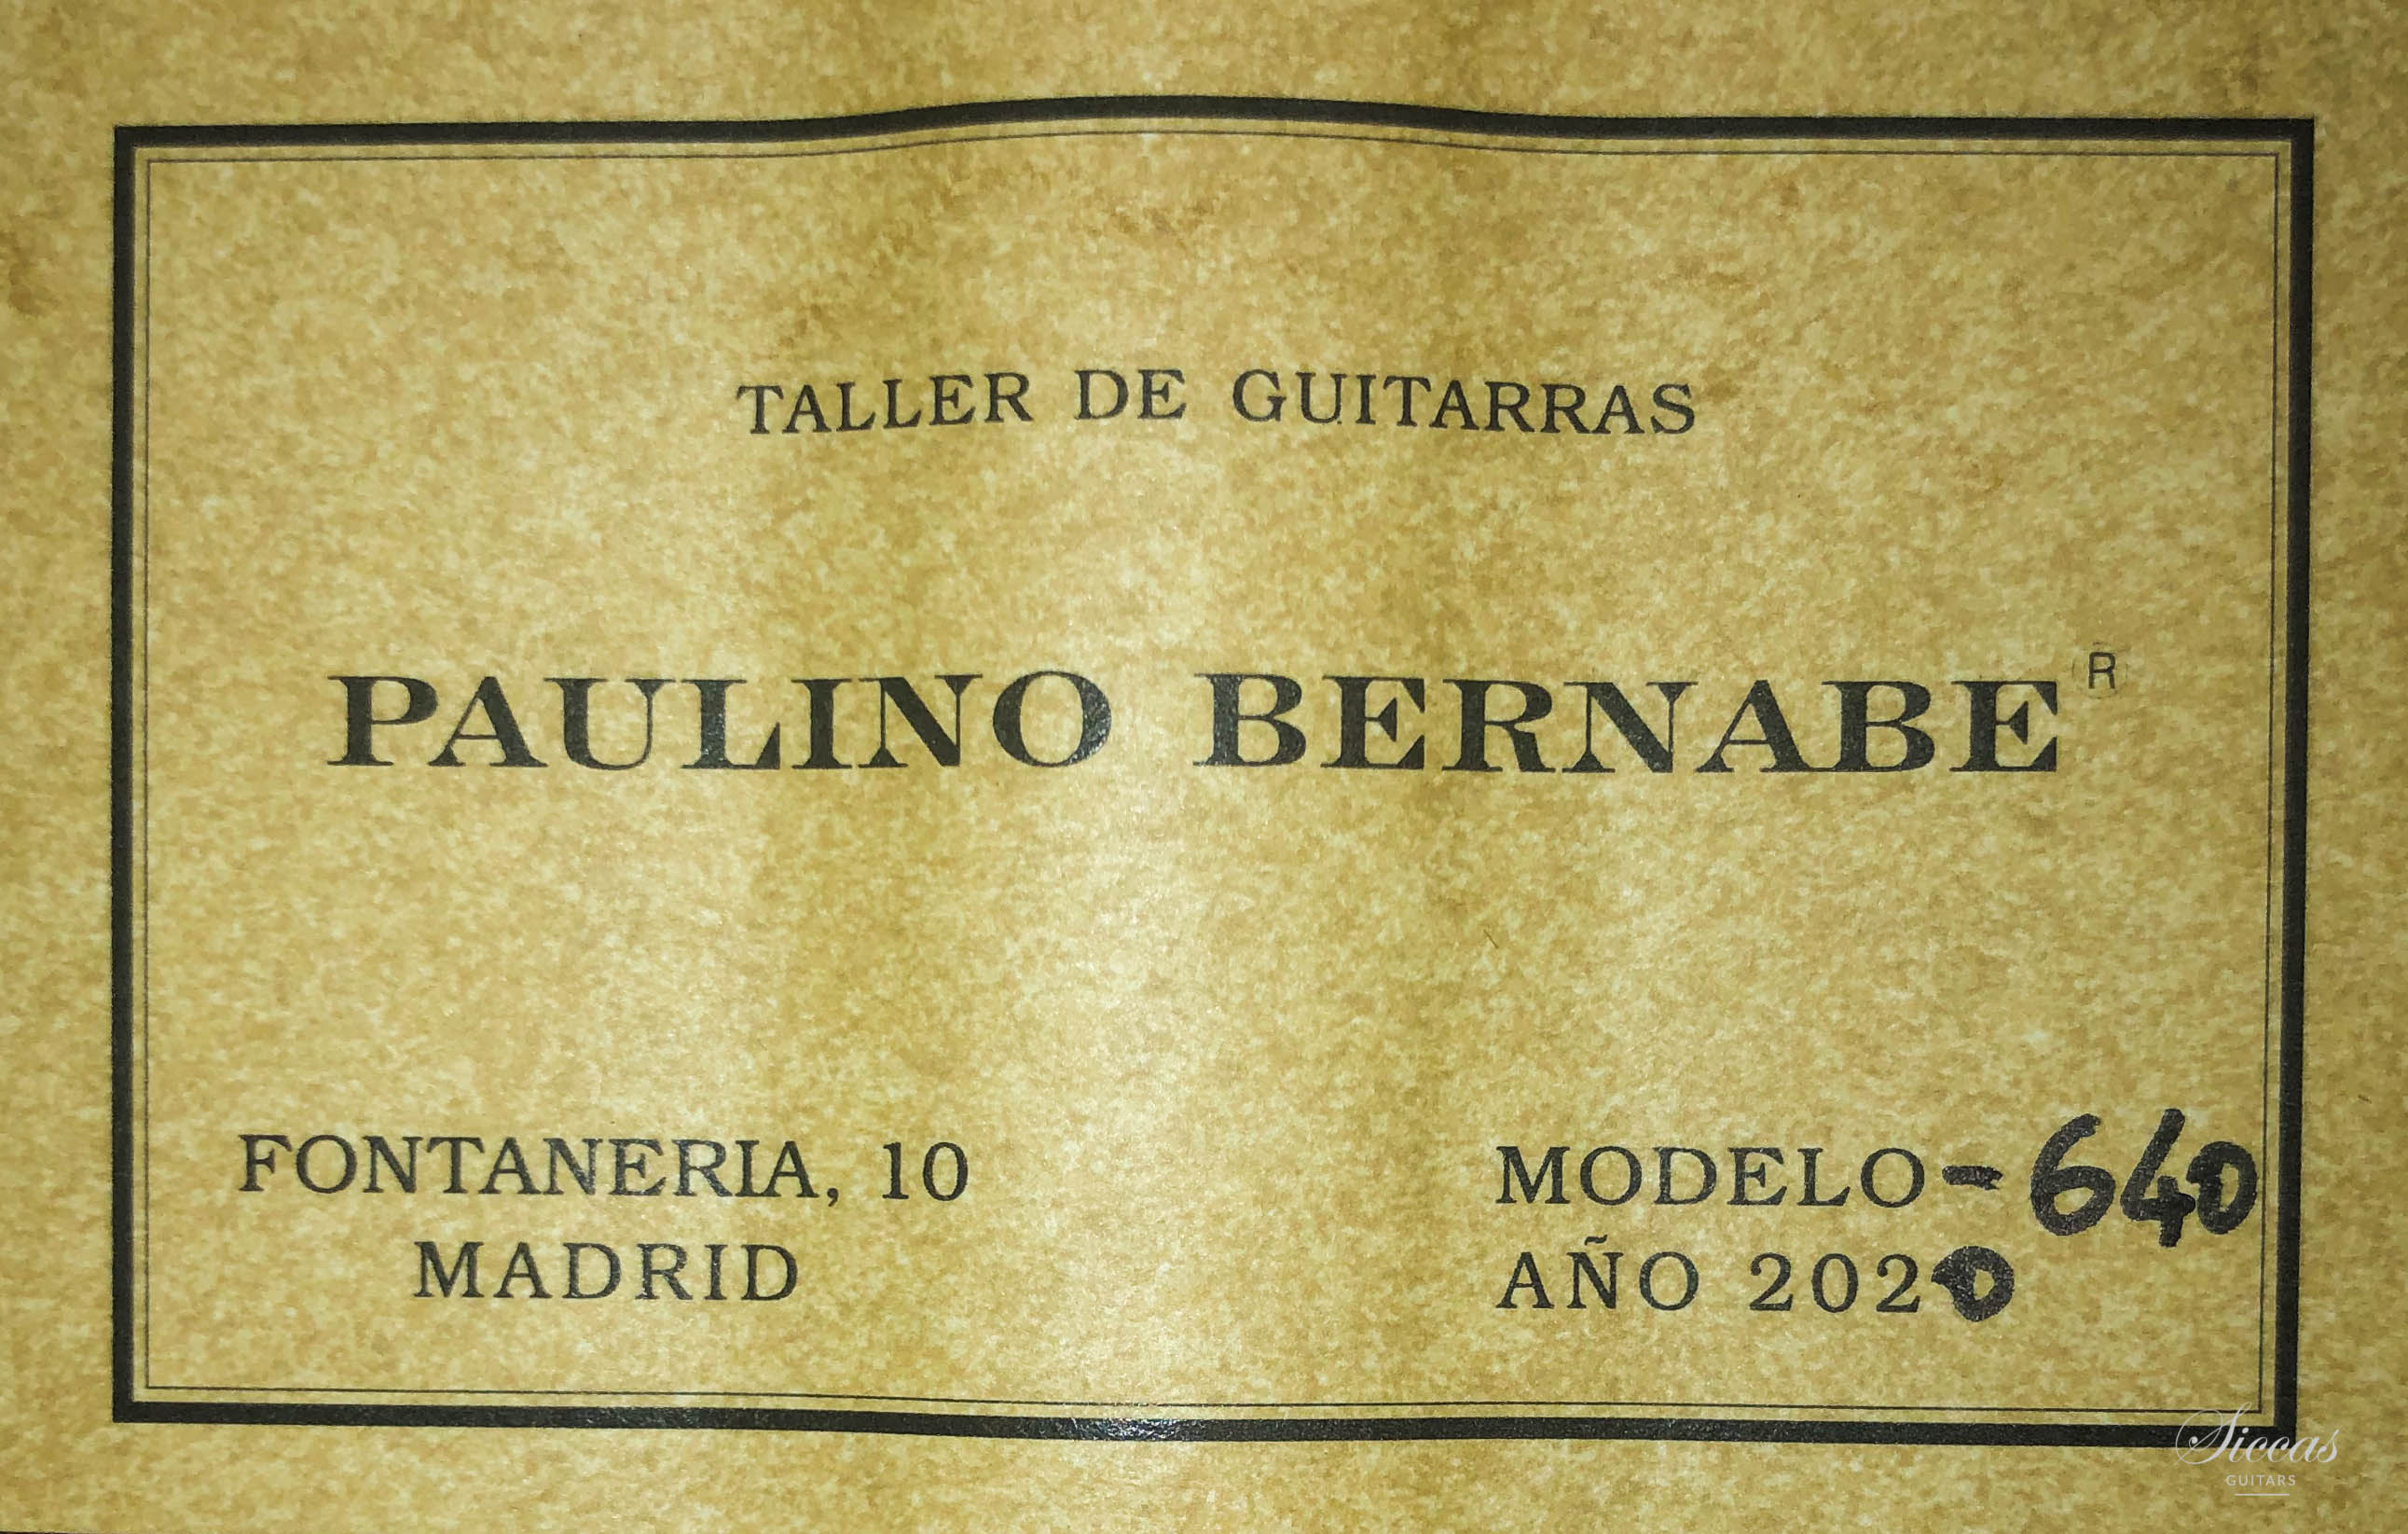 TALLER DE GUITARRAS
PAULINO BERNABE ®
FONTANERIA, 10
MADRID
MODELO - 640
AÑO 2020
Siccas
GUITARS